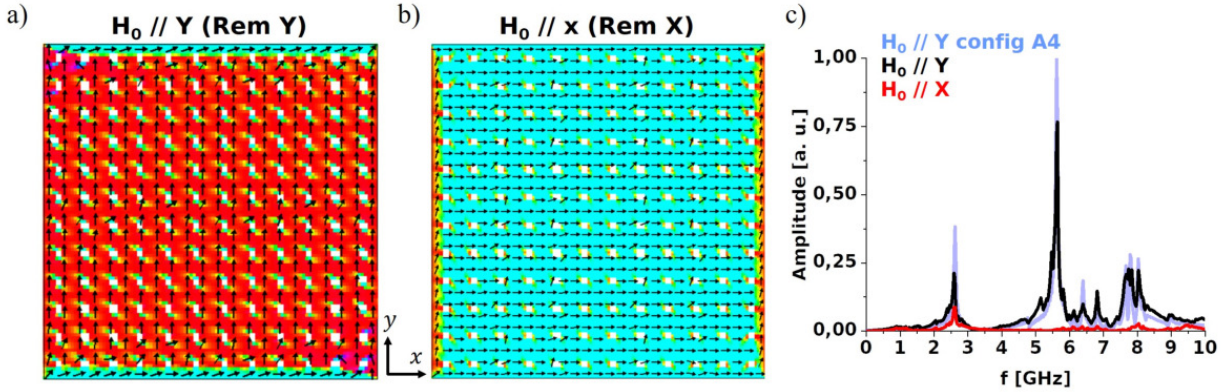 a)
H₀ // Y (Rem Y)
b)
H₀ // x (Rem X)
y
x
c)
H₀ // Y config A4
H₀ // Y
H₀ // X
Amplitude [a. u.]
1,00
0,75
0,50
0,25
0,00
0 1 2 3 4 5 6 7 8 9 10
f [GHz]